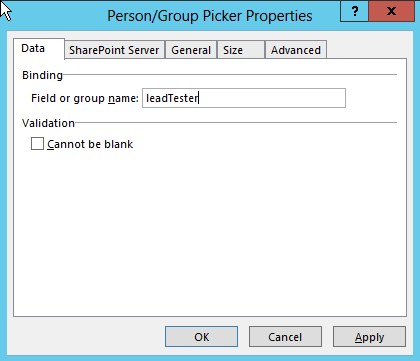 Person/Group Picker Properties
?
X
Data SharePoint Server General Size Advanced
Binding
Field or group name: leadTester
Validation
Cannot be blank
OK Cancel Apply